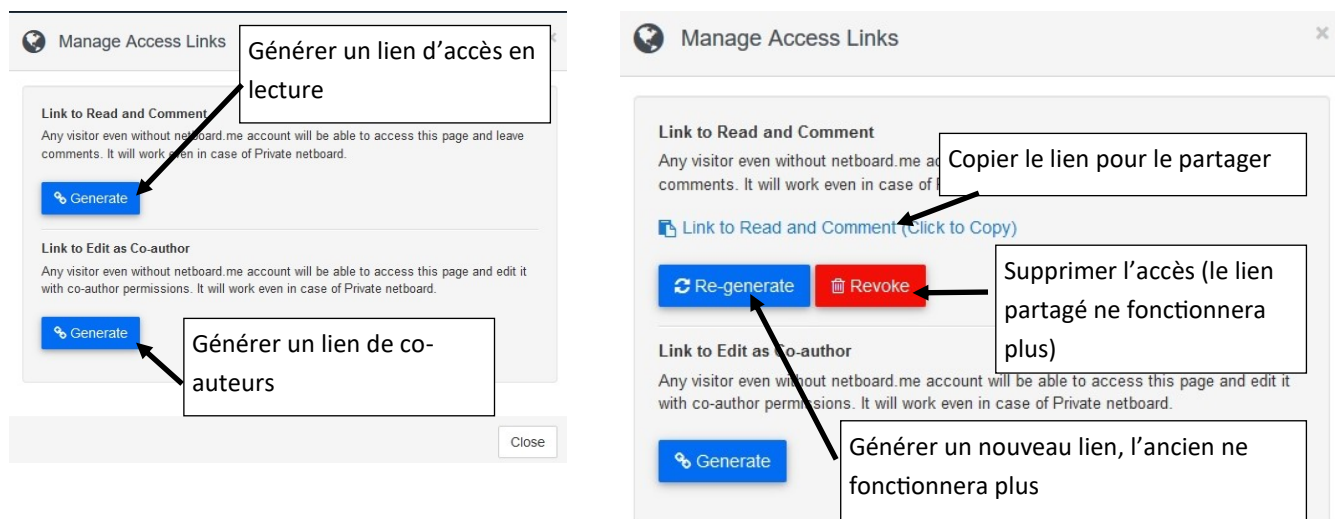 Manage Access Links
Générer un lien d’accès en
lecture
Link to Read and Comment
Any visitor even without netboard.me account will be able to access this page and leave
comments. It will work even in case of Private netboard.
Generate
Link to Edit as Co-author
Any visitor even without netboard.me account will be able to access this page and edit it
with co-author permissions. It will work even in case of Private netboard.
Generate
Générer un lien de co-
auteurs
Close
Manage Access Links
×
Link to Read and Comment
Any visitor even without netboard.me
comments. It will work even in case of
Copier le lien pour le partager
Link to Read and Comment (Click to Copy)
Re-generate
Revoke
Supprimer l’accès (le lien
partagé ne fonctionnera
plus)
Link to Edit as Co-author
Any visitor even without netboard.me account will be able to access this page and edit it
with co-author permissions. It will work even in case of Private netboard.
Generate
Générer un nouveau lien, l’ancien ne
fonctionnera plus